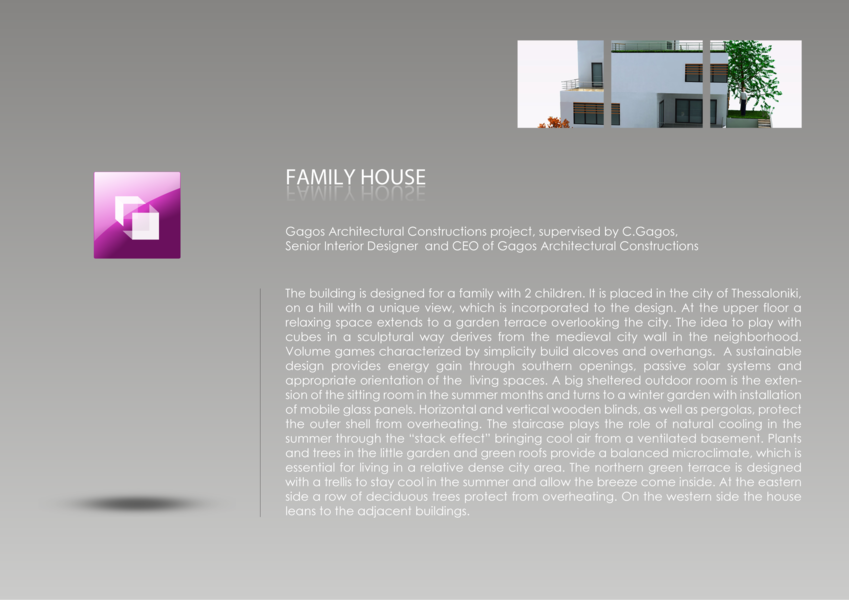 FAMILY HOUSE
Gagos Architectural Constructions project, supervised by C.Gagos,
Senior Interior Designer and CEO of Gagos Architectural Constructions
The building is designed for a family with 2 children. It is placed in the city of Thessaloniki,
on a hill with a unique view, which is incorporated to the design. At the upper floor a
relaxing space extends to a garden terrace overlooking the city. The idea to play with
cubes in a sculptural way derives from the medieval city wall in the neighborhood.
Volume games characterized by simplicity build alcoves and overhangs. A sustainable
design provides energy gain through southern openings, passive solar systems and
appropriate orientation of the living spaces. A big sheltered outdoor room is the exten-
sion of the sitting room in the summer months and turns to a winter garden with installation
of mobile glass panels. Horizontal and vertical wooden blinds, as well as pergolas, protect
the outer shell from overheating. The staircase plays the role of natural cooling in the
summer through the “stack effect” bringing cool air from a ventilated basement. Plants
and trees in the little garden and green roofs provide a balanced microclimate, which is
essential for living in a relative dense city area. The northern green terrace is designed
with a trellis to stay cool in the summer and allow the breeze come inside. At the eastern
side a row of deciduous trees protect from overheating. On the western side the house
leans to the adjacent buildings.